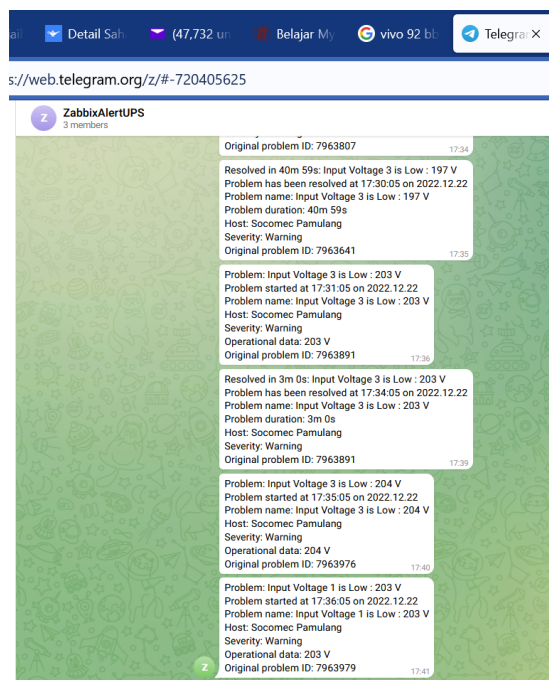 ail
Detail Sah
(47,732 un
Belajar My
vivo 92 bb
Telegra
s://web.telegram.org/z/#-720405625
Z
ZabbixAlertUPS
3 members
Original problem ID: 7963807
17:34
Resolved in 40m 59s: Input Voltage 3 is Low : 197 V
Problem has been resolved at 17:30:05 on 2022.12.22
Problem name: Input Voltage 3 is Low : 197 V
Problem duration: 40m 59s
Host: Socomec Pamulang
Severity: Warning
Original problem ID: 7963641
17:35
Problem: Input Voltage 3 is Low : 203 V
Problem started at 17:31:05 on 2022.12.22
Problem name: Input Voltage 3 is Low : 203 V
Host: Socomec Pamulang
Severity: Warning
Operational data: 203 V
Original problem ID: 7963891
17:36
Resolved in 3m 0s: Input Voltage 3 is Low : 203 V
Problem has been resolved at 17:34:05 on 2022.12.22
Problem name: Input Voltage 3 is Low : 203 V
Problem duration: 3m 0s
Host: Socomec Pamulang
Severity: Warning
Original problem ID: 7963891
17:39
Problem: Input Voltage 3 is Low : 204 V
Problem started at 17:35:05 on 2022.12.22
Problem name: Input Voltage 3 is Low : 204 V
Host: Socomec Pamulang
Severity: Warning
Operational data: 204 V
Original problem ID: 7963976
17:40
Problem: Input Voltage 1 is Low : 203 V
Problem started at 17:36:05 on 2022.12.22
Problem name: Input Voltage 1 is Low : 203 V
Host: Socomec Pamulang
Severity: Warning
Operational data: 203 V
Original problem ID: 7963979
17:41
Z